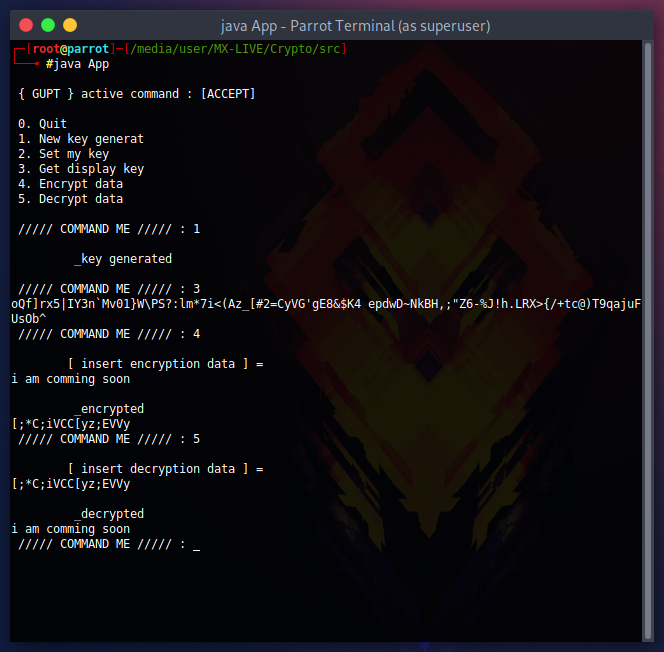 java App - Parrot Terminal (as superuser)
┌─[root@parrot]─[/media/user/MX-LIVE/Crypto/src]
└──╼ #java App
{ GUPT } active command : [ACCEPT]
0. Quit
1. New key generat
2. Set my key
3. Get display key
4. Encrypt data
5. Decrypt data
///// COMMAND ME ///// : 1
_key generated
///// COMMAND ME ///// : 3
oQf]rx5|IY3n`Mv01}W\PS?:lm*7i<(Az_[#2=CyVG'gE8&$K4 epdwD~NkBH,;"Z6-%J!h.LRX>{/+tc@)T9qajuF
UsOb^
///// COMMAND ME ///// : 4
[ insert encryption data ] =
i am comming soon
_encrypted
[;*C;iVCC[yz;EVVy
///// COMMAND ME ///// : 5
[ insert decryption data ] =
[;*C;iVCC[yz;EVVy
_decrypted
i am comming soon
///// COMMAND ME ///// : _